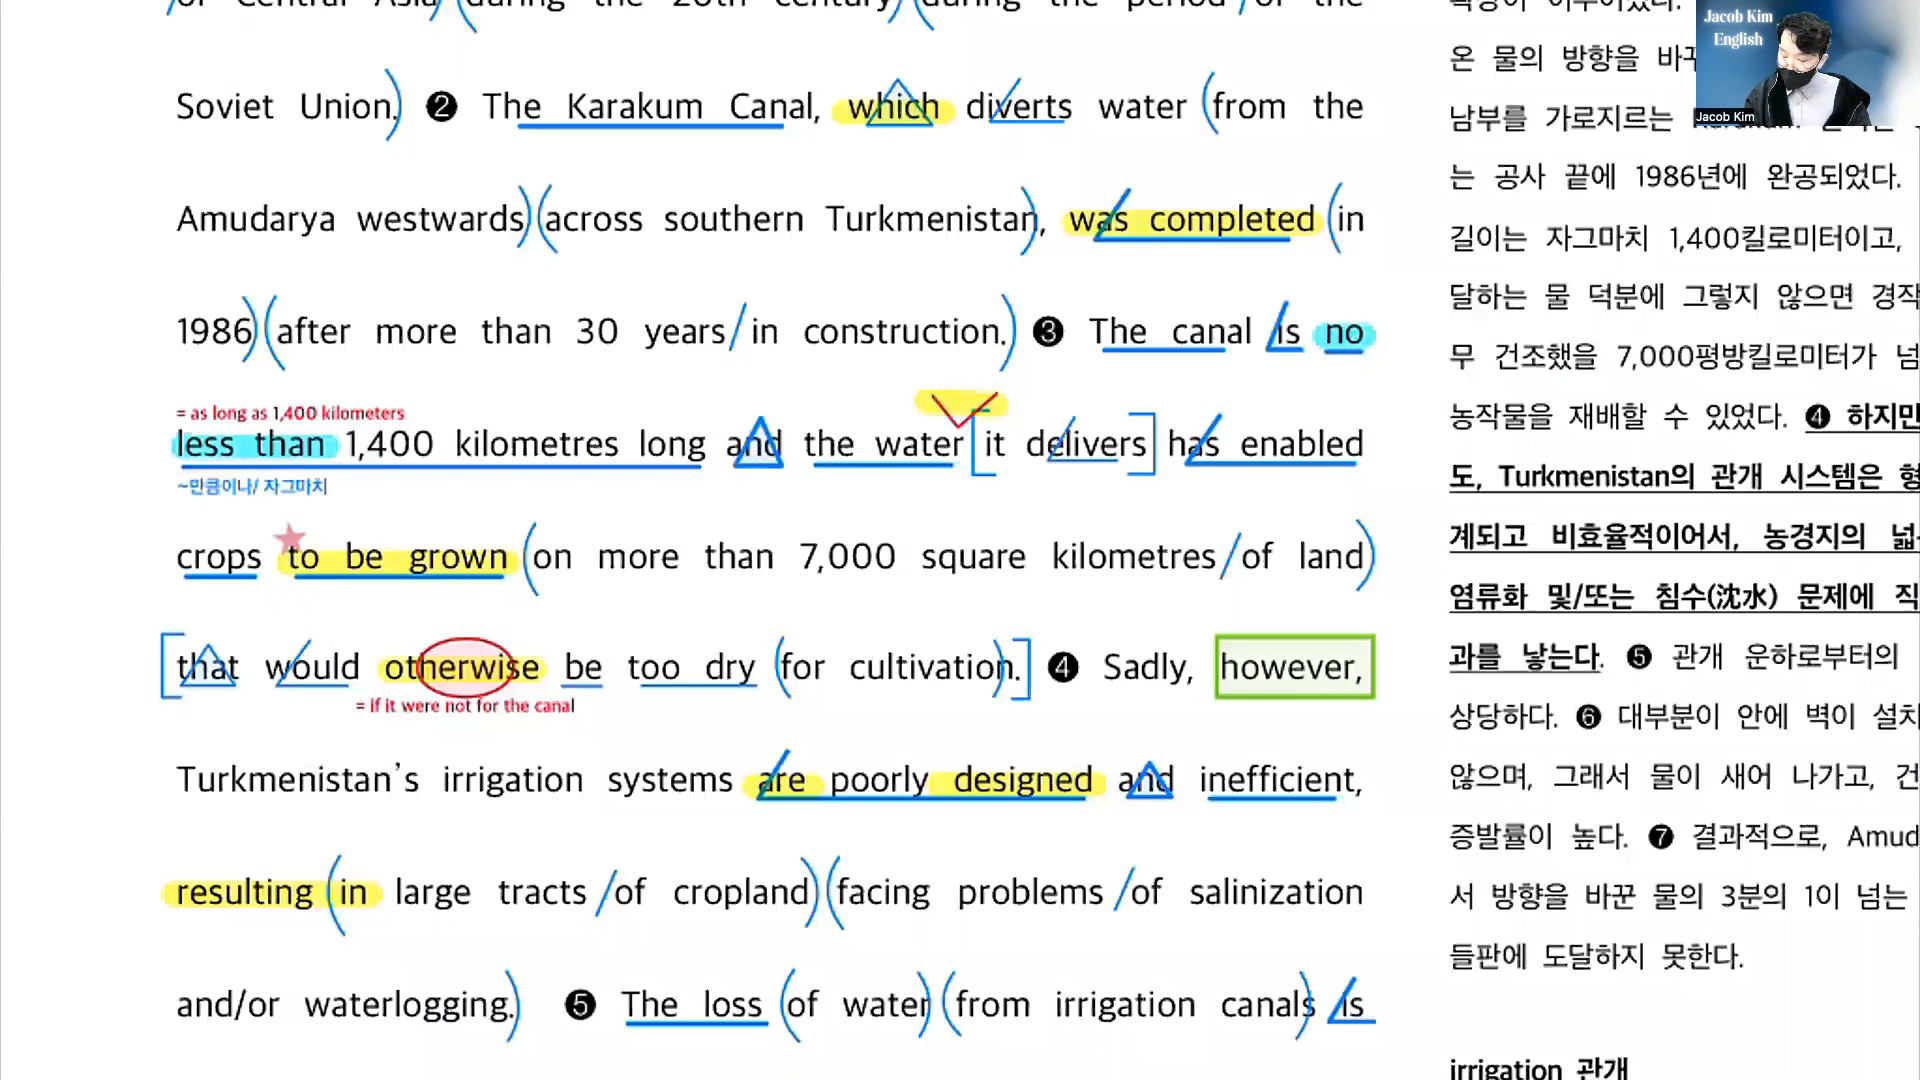 of Central Asia during the 20th century during the period of the
Soviet Union. ❷ The Karakum Canal, which diverts water from the
Amudarya westwards across southern Turkmenistan, was completed in
1986 after more than 30 years in construction. ❸ The canal is no
= as long as 1,400 kilometers
less than 1,400 kilometres long and the water it delivers has enabled
~만큼이나/ 자그마치
crops to be grown on more than 7,000 square kilometres of land
that would otherwise be too dry for cultivation. ❹ Sadly, however,
= if it were not for the canal
Turkmenistan's irrigation systems are poorly designed and inefficient,
resulting in large tracts of cropland facing problems of salinization
and/or waterlogging. ❺ The loss of water from irrigation canals is
온 물의 방향을 바꾸
남부를 가로지르는
는 공사 끝에 1986년에 완공되었다.
길이는 자그마치 1,400킬로미터이고,
달하는 물 덕분에 그렇지 않으면 경작
무 건조했을 7,000평방킬로미터가 넘
농작물을 재배할 수 있었다. ❹ 하지만
도, Turkmenistan의 관개 시스템은 형
계되고 비효율적이어서, 농경지의 넓
염류화 및/또는 침수(沈水) 문제에 직
과를 낳는다. ❺ 관개 운하로부터의
상당하다. ❻ 대부분이 안에 벽이 설치
않으며, 그래서 물이 새어 나가고, 건
증발률이 높다. ❼ 결과적으로, Amud
서 방향을 바꾼 물의 3분의 1이 넘는
들판에 도달하지 못한다.
irrigation 관개
Jacob Kim
English
Jacob Kim